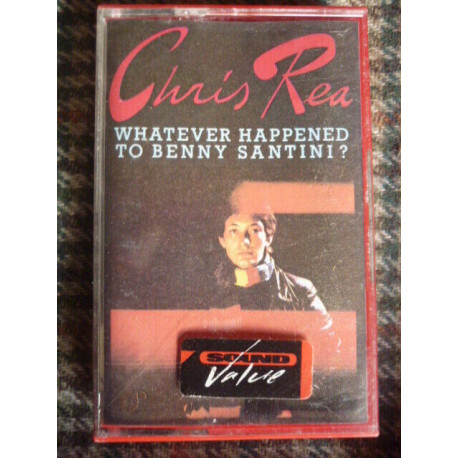 Chris Rea
WHATEVER HAPPENED
TO BENNY SANTINI?
SOUND
Value